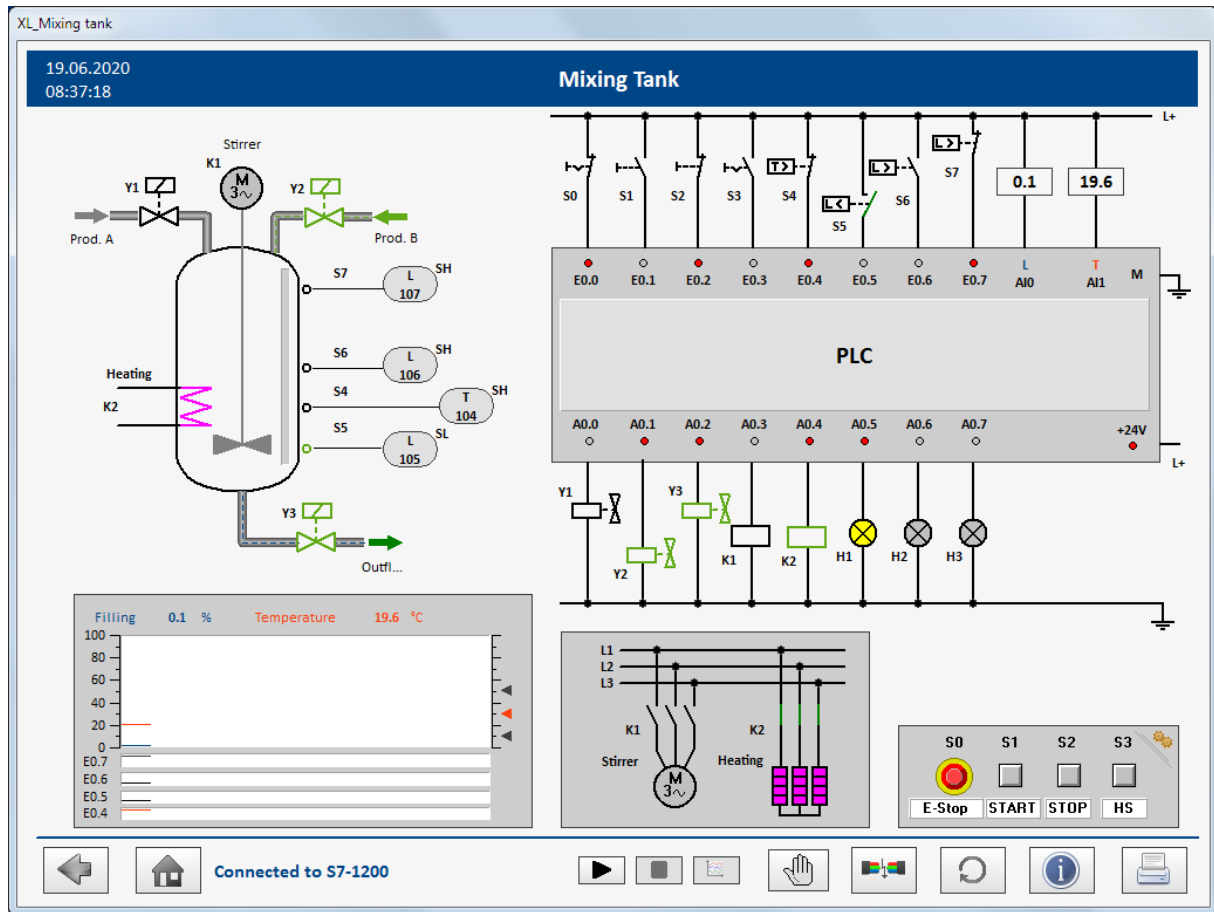 XL_Mixing tank
19.06.2020
08:37:18
Mixing Tank
Stirrer
K1
M
3~
Y1
Y2
Prod. A
Prod. B
S7
L
107
SH
S6
L
106
SH
S4
T
104
SH
S5
L
105
SL
Heating
K2
Y3
Outfl...
L+
S0
S1
S2
S3
T>
S4
L<
S5
L>
S6
L>
S7
0.1
19.6
E0.0 E0.1 E0.2 E0.3 E0.4 E0.5 E0.6 E0.7
L
AI0
T
AI1
M
PLC
A0.0 A0.1 A0.2 A0.3 A0.4 A0.5 A0.6 A0.7
+24V
L+
Y1
Y2
Y3
K1
K2
H1
H2
H3
Filling 0.1 % Temperature 19.6 °C
100
80
60
40
20
0
E0.7
E0.6
E0.5
E0.4
L1
L2
L3
K1
K2
Stirrer
Heating
M
3~
S0 S1 S2 S3
E-Stop START STOP HS
Connected to S7-1200
i